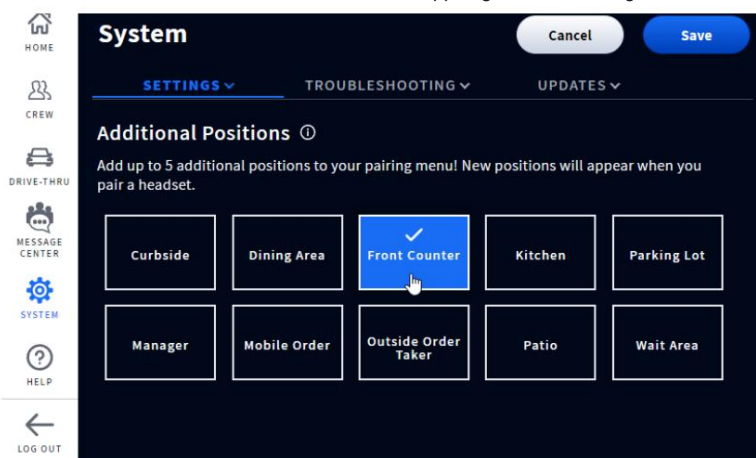 HOME
CREW
DRIVE-THRU
MESSAGE
CENTER
SYSTEM
HELP
LOG OUT
System
Cancel
Save
SETTINGS
TROUBLESHOOTING
UPDATES
Additional Positions
Add up to 5 additional positions to your pairing menu! New positions will appear when you
pair a headset.
Curbside
Dining Area
Front Counter
Kitchen
Parking Lot
Manager
Mobile Order
Outside Order
Taker
Patio
Wait Area